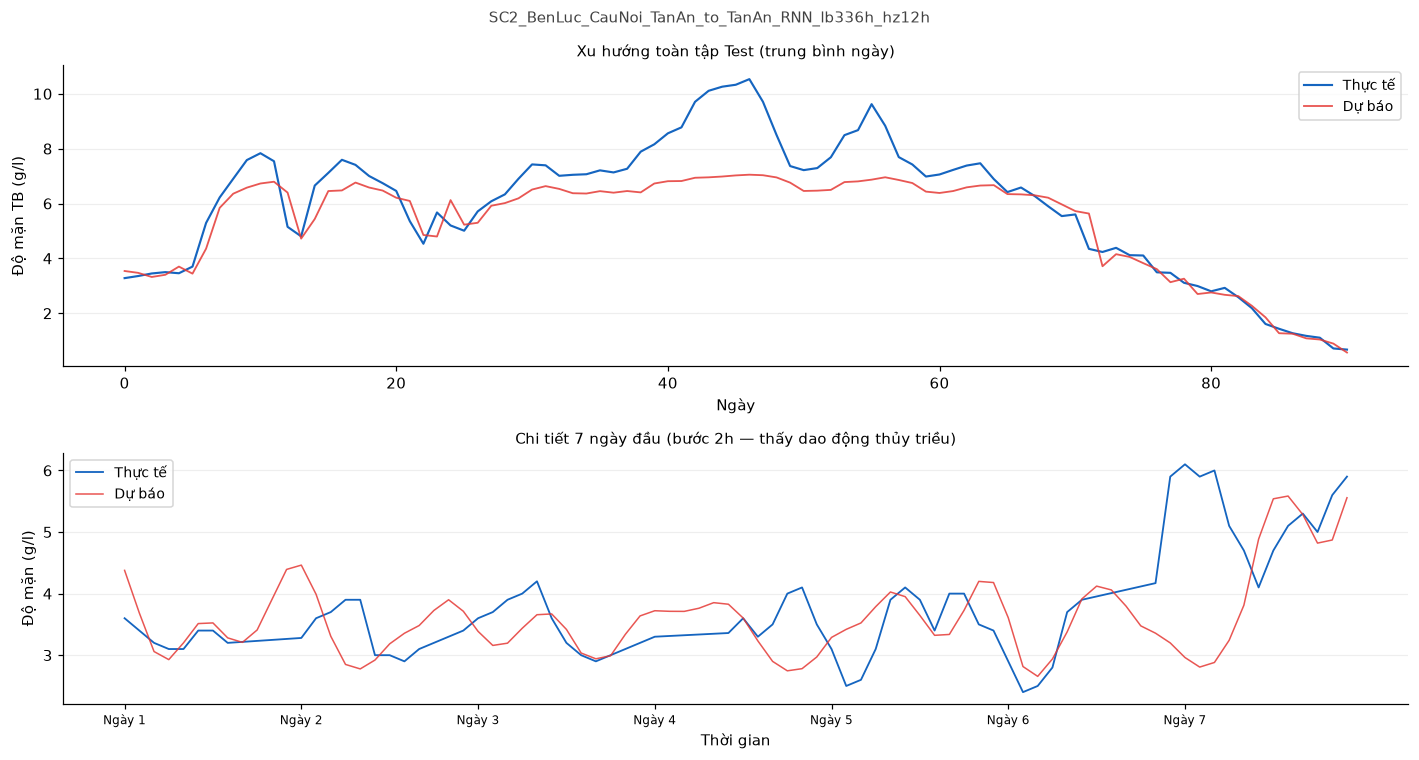 SC2_BenLuc_CauNoi_TanAn_to_TanAn_RNN_lb336h_hz12h
Xu hướng toàn tập Test (trung bình ngày)
Thực tế
Dự báo
Độ mặn TB (g/l)
10
8
6
4
2
0 20 40 60 80
Ngày
Chi tiết 7 ngày đầu (bước 2h — thấy dao động thủy triều)
Thực tế
Dự báo
Độ mặn (g/l)
6
5
4
3
Ngày 1 Ngày 2 Ngày 3 Ngày 4 Ngày 5 Ngày 6 Ngày 7
Thời gian